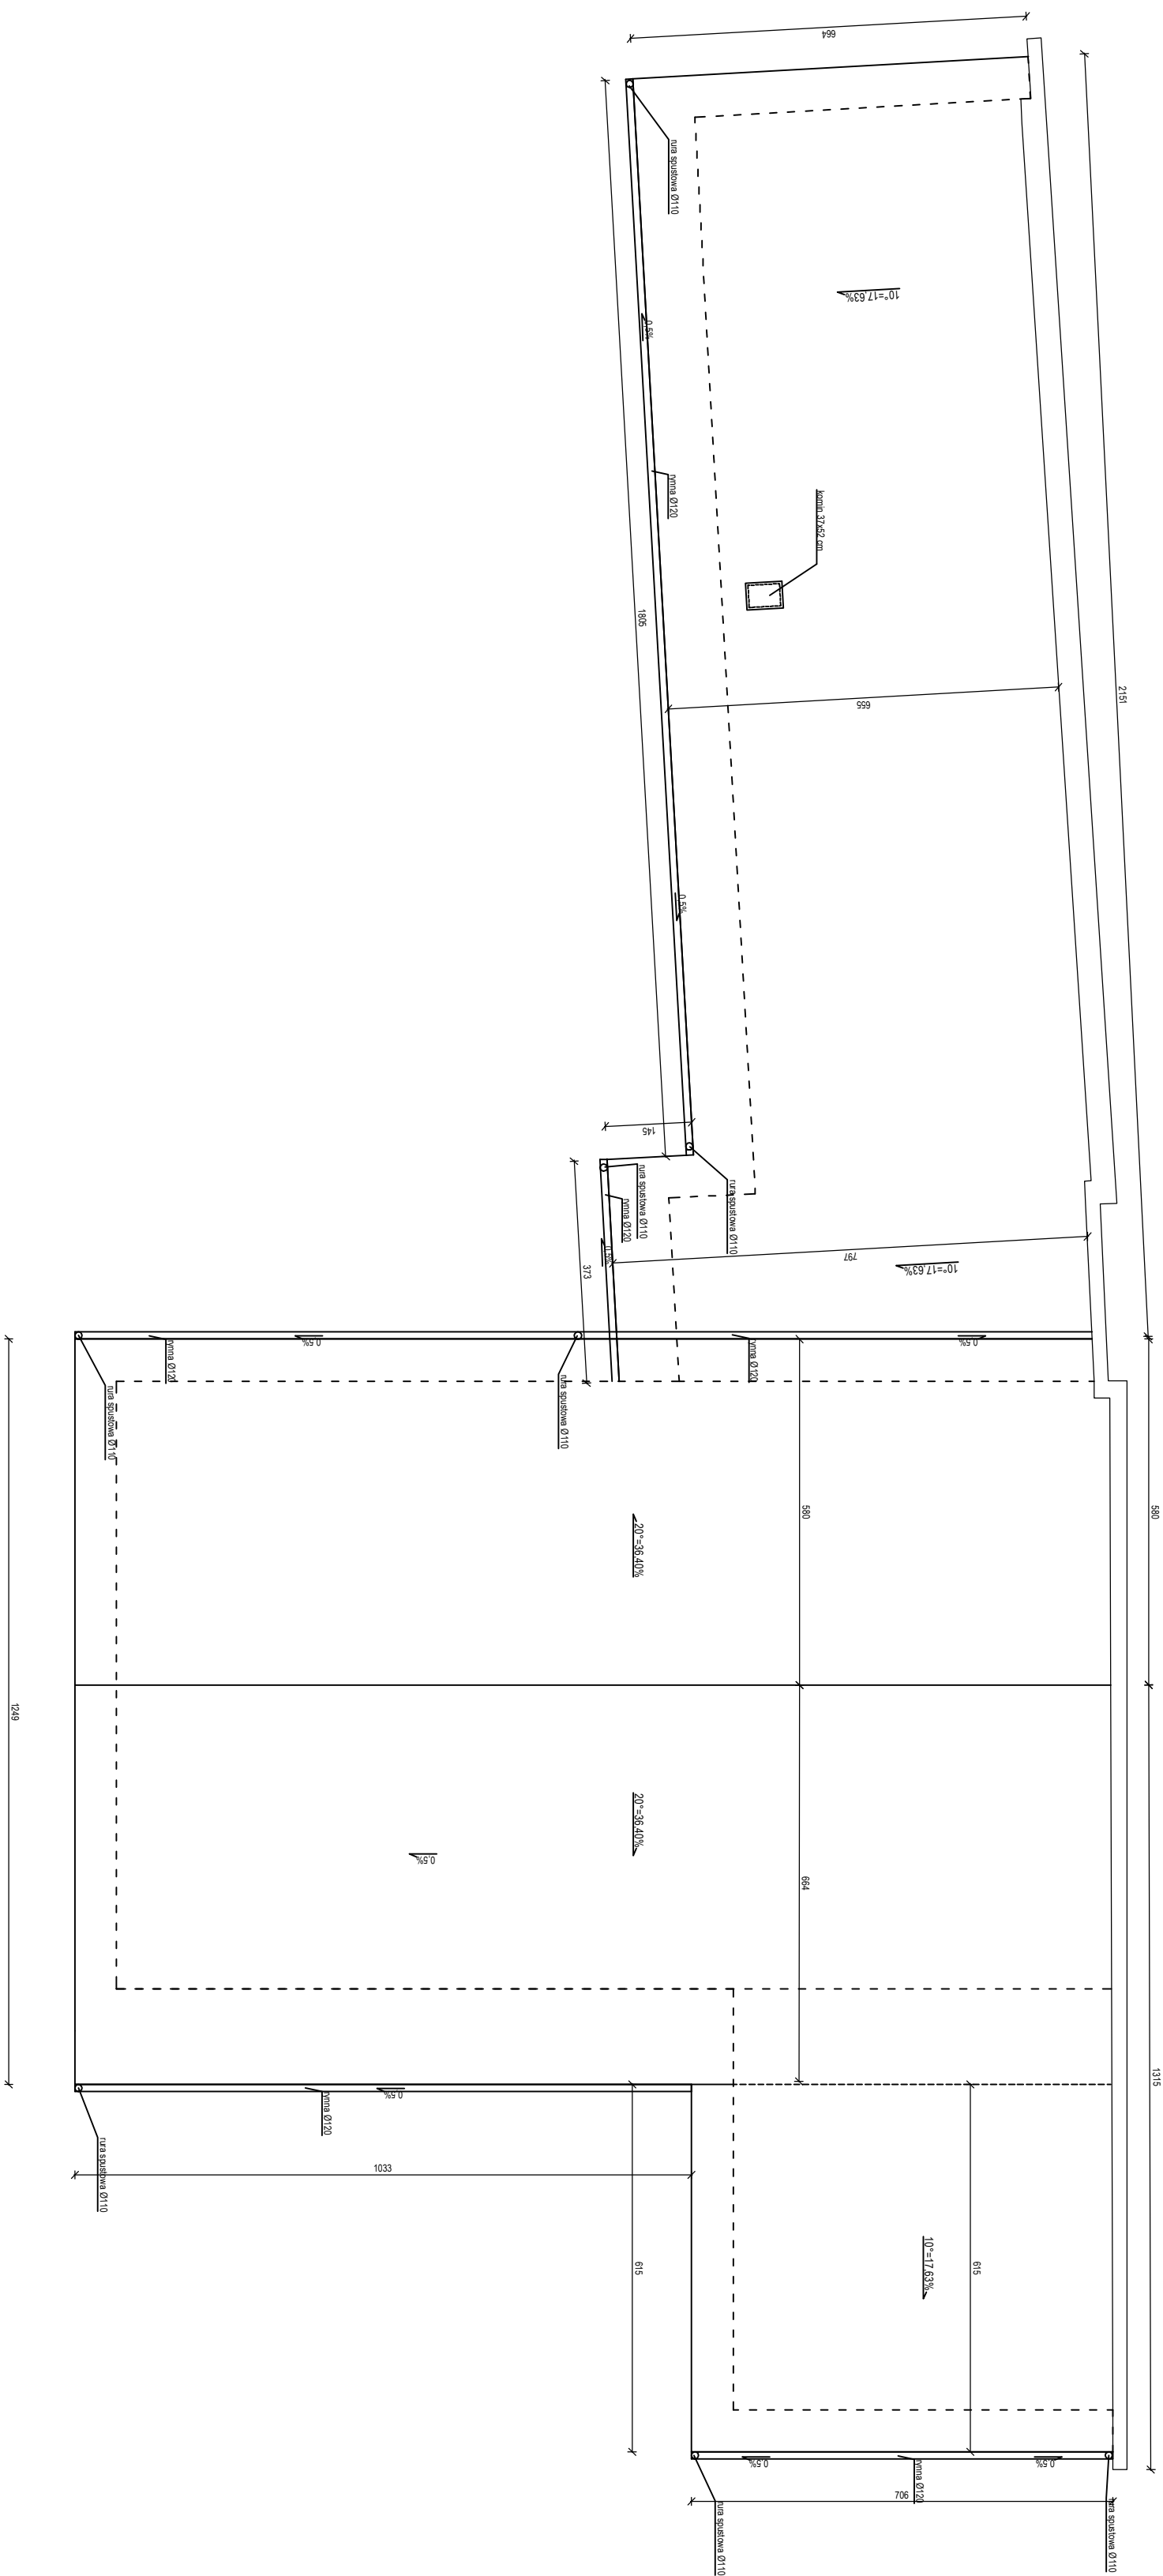 664
2151
rura spustowa Ø110
10°=17,63%
0,5%
rynna Ø120
komin 37x52 cm
1805
655
0,5%
145
rura spustowa Ø110
rynna Ø120
rura spustowa Ø110
0,5%
373
797
10°=17,63%
rynna Ø120
0,5%
rynna Ø120
0,5%
rura spustowa Ø110
rura spustowa Ø110
580
580
20°=36,40%
1249
20°=36,40%
0,5%
664
1315
0,5%
rynna Ø120
rura spustowa Ø110
1033
10°=17,63%
615
615
0,5%
rynna Ø120
0,5%
706
rura spustowa Ø110
rura spustowa Ø110